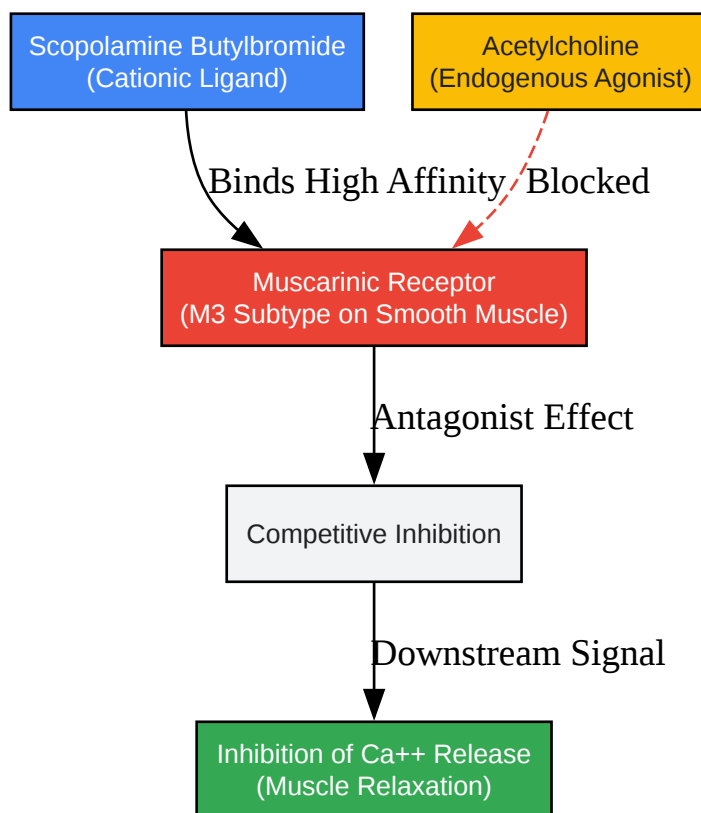 Scopolamine Butylbromide
(Cationic Ligand)
Acetylcholine
(Endogenous Agonist)
Binds High Affinity
Blocked
Muscarinic Receptor
(M3 Subtype on Smooth Muscle)
Antagonist Effect
Competitive Inhibition
Downstream Signal
Inhibition of Ca++ Release
(Muscle Relaxation)